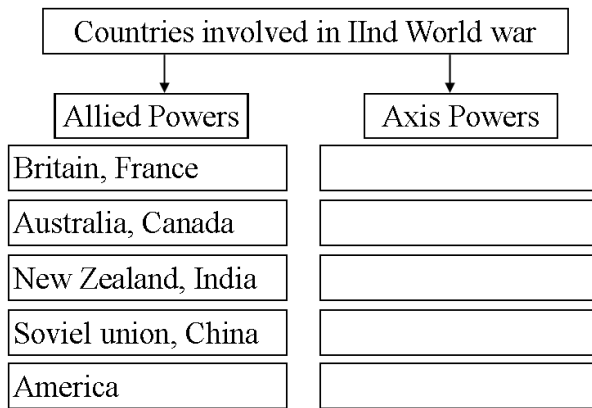 Countries involved in IInd World war
Allied Powers
Axis Powers
Britain, France
Australia, Canada
New Zealand, India
Soviel union, China
America